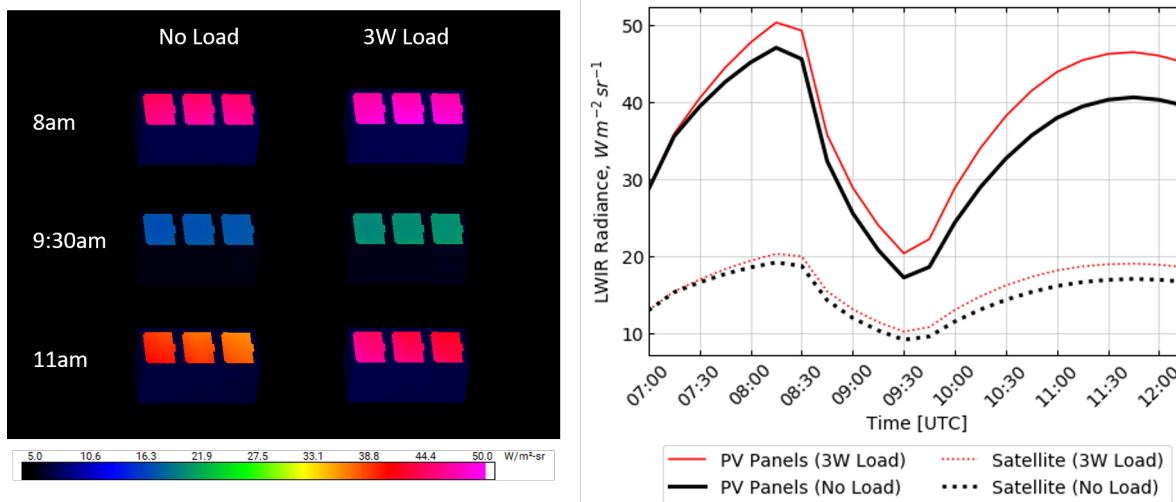 No Load 3W Load
8am
9:30am
11am
5.0 10.6 16.3 21.9 27.5 33.1 38.8 44.4 50.0 W/m²-sr
LWIR Radiance, W m⁻² sr⁻¹
50
40
30
20
10
07:00 07:30 08:00 08:30 09:00 09:30 10:00 10:30 11:00 11:30 12:00
Time [UTC]
PV Panels (3W Load) Satellite (3W Load)
PV Panels (No Load) Satellite (No Load)